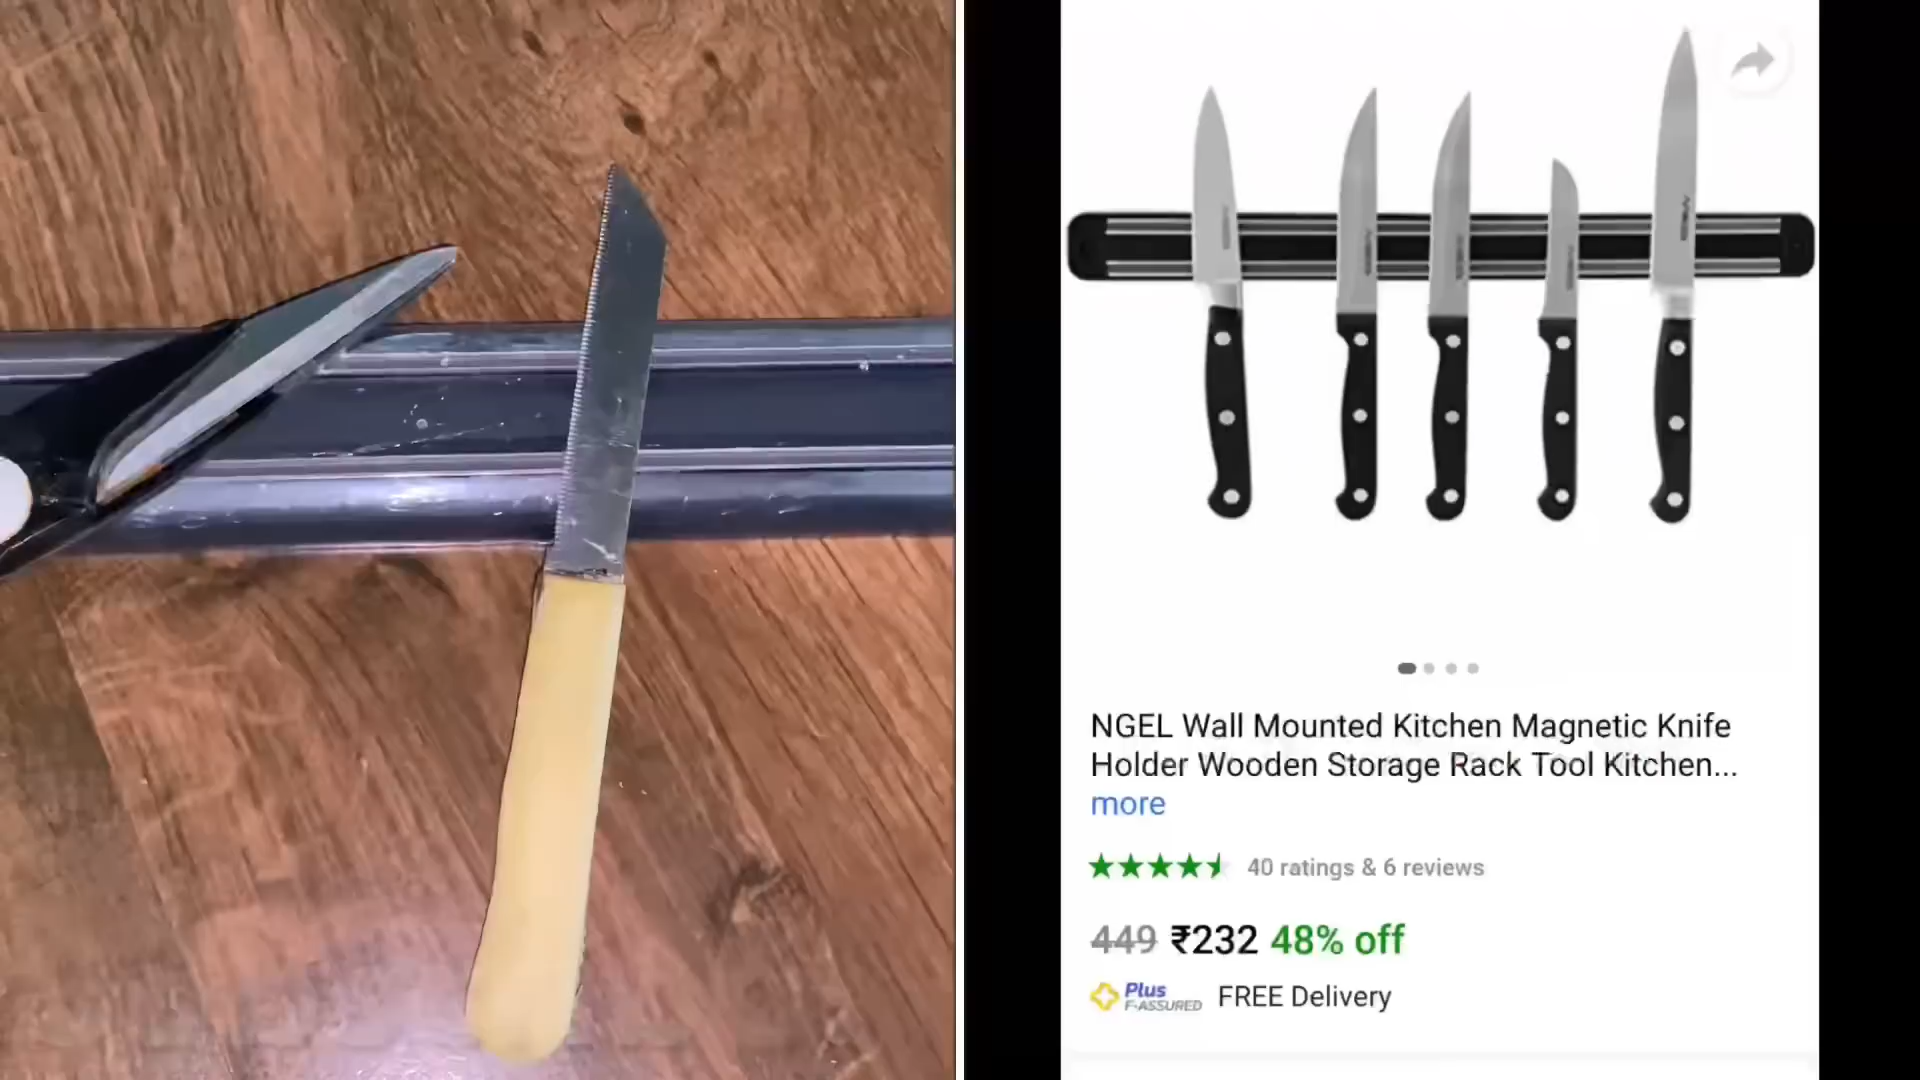 NGEL Wall Mounted Kitchen Magnetic Knife
Holder Wooden Storage Rack Tool Kitchen...
more
40 ratings & 6 reviews
449 ₹232 48% off
Plus
F-ASSURED
FREE Delivery